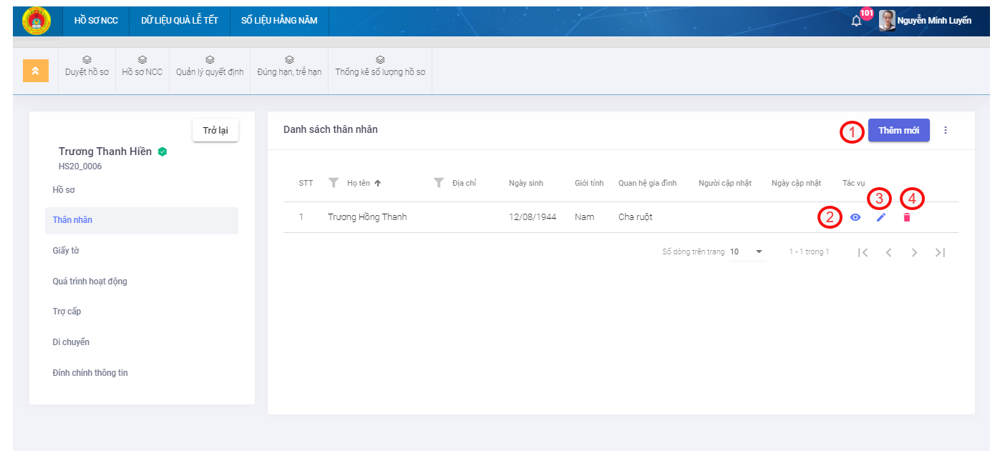 HỒ SƠ NCC DỮ LIỆU QUÀ LỄ TẾT SỐ LIỆU HẰNG NĂM 101 Nguyễn Minh Luyến
Duyệt hồ sơ Hồ sơ NCC Quản lý quyết định Đúng hạn, trễ hạn Thống kê số lượng hồ sơ
Trở lại
Trương Thanh Hiền
HS20_0006
Hồ sơ
Thân nhân
Giấy tờ
Quá trình hoạt động
Trợ cấp
Di chuyển
Đính chính thông tin
Danh sách thân nhân 1 Thêm mới
STT Họ tên Địa chỉ Ngày sinh Giới tính Quan hệ gia đình Người cập nhật Ngày cập nhật Tác vụ
3 4
1 Trương Hồng Thanh 12/08/1944 Nam Cha ruột 2
Số dòng trên trang 10 1 - 1 trong 1